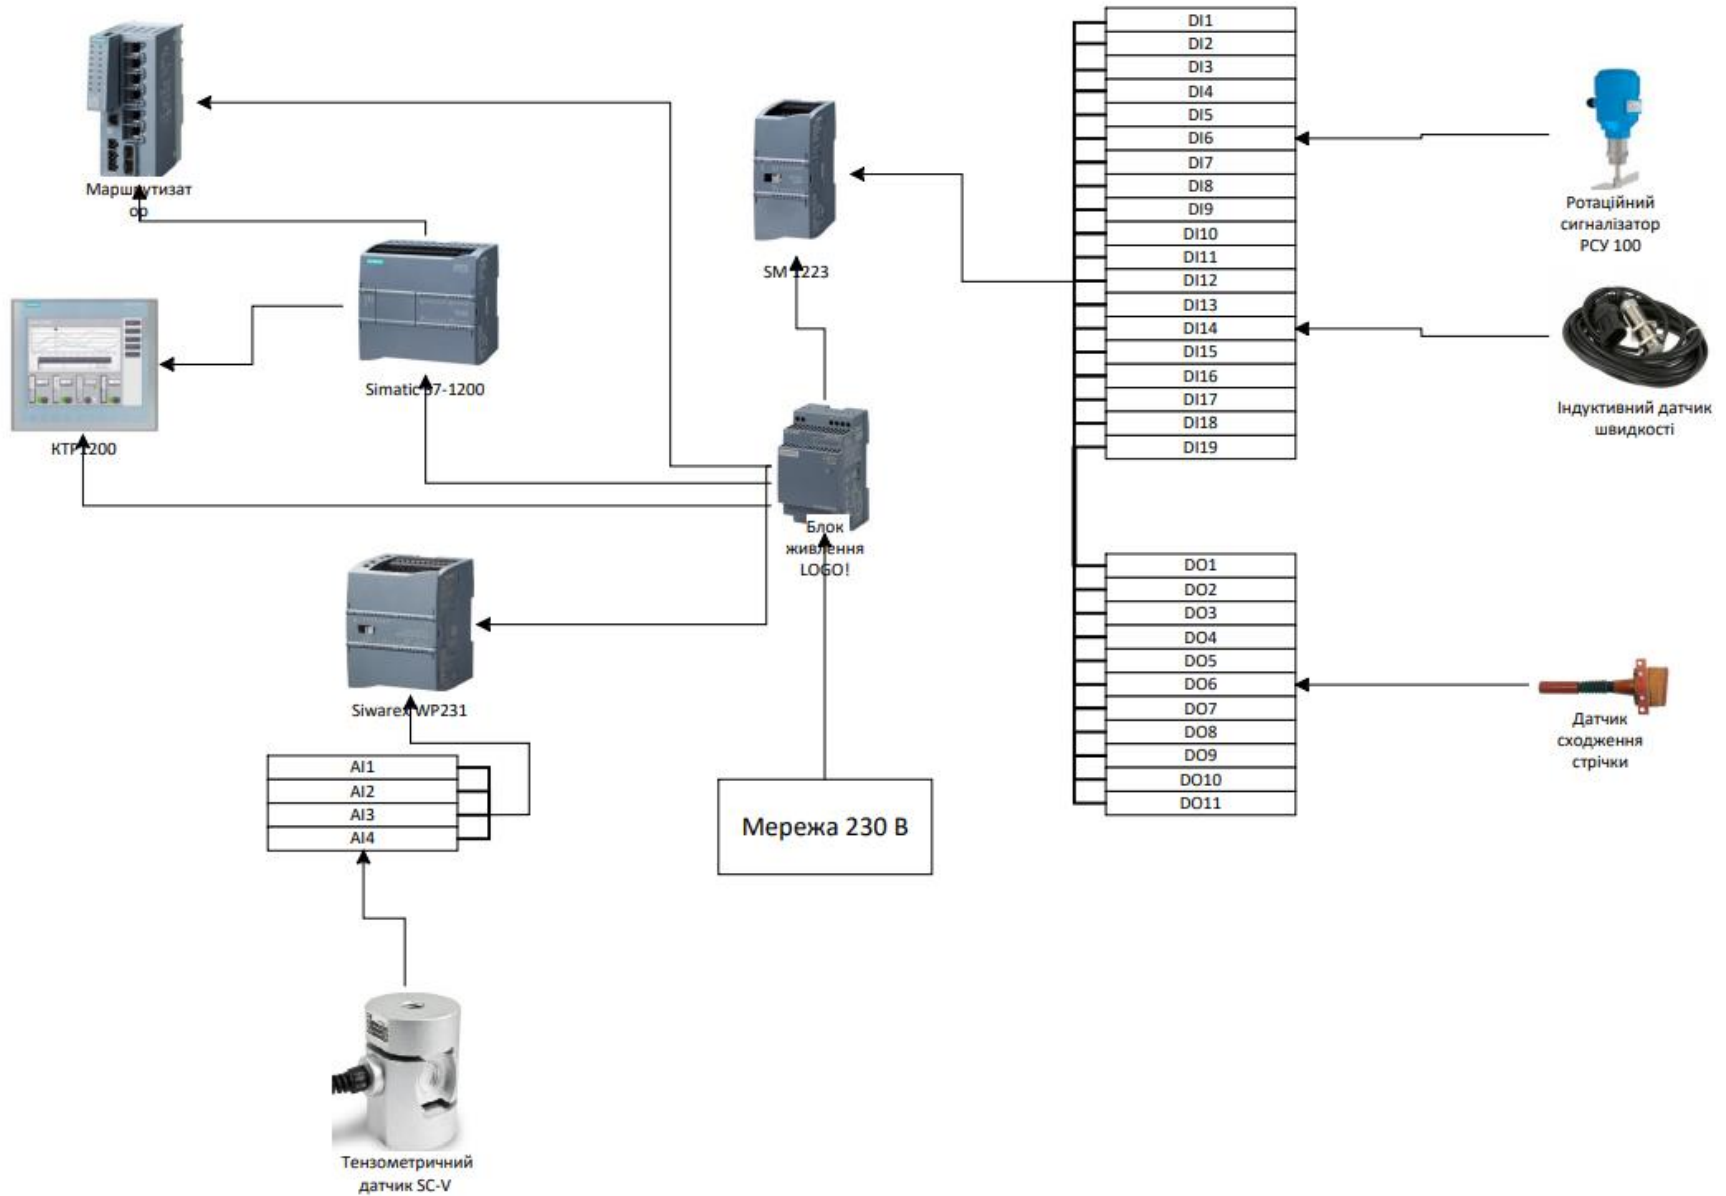 Маршрутизат
ор
SM 1223
Simatic S7-1200
КТР1200
Блок
живлення
LOGO!
Siwarex WP231
AI1
AI2
AI3
AI4
Мережа 230 В
Тензометричний
датчик SC-V
DI1
DI2
DI3
DI4
DI5
DI6
DI7
DI8
DI9
DI10
DI11
DI12
DI13
DI14
DI15
DI16
DI17
DI18
DI19
DO1
DO2
DO3
DO4
DO5
DO6
DO7
DO8
DO9
DO10
DO11
Ротаційний
сигналізатор
РСУ 100
Індуктивний датчик
швидкості
Датчик
сходження
стрічки